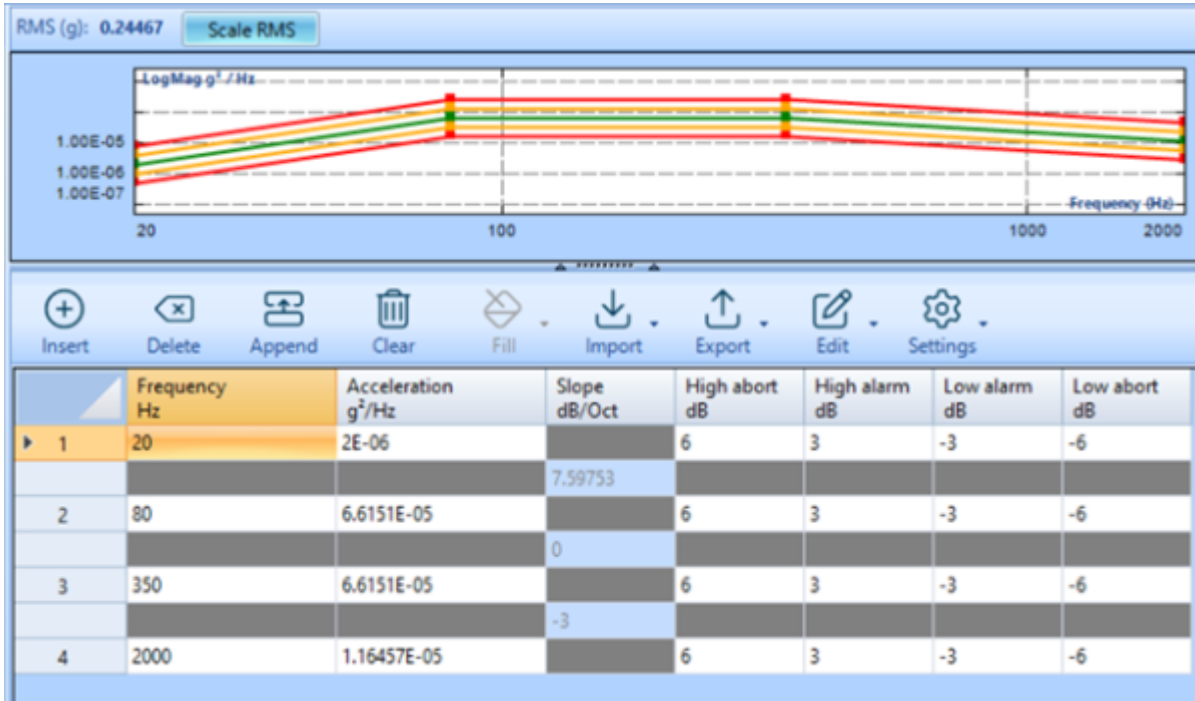 RMS (g): 0.24467 Scale RMS
LogMag g² / Hz
1.00E-05
1.00E-06
1.00E-07
Frequency (Hz)
20 100 1000 2000
Insert Delete Append Clear Fill Import Export Edit Settings
Frequency Acceleration Slope High abort High alarm Low alarm Low abort
Hz g²/Hz dB/Oct dB dB dB dB
1 20 2E-06 6 3 -3 -6
7.59753
2 80 6.6151E-05 6 3 -3 -6
0
3 350 6.6151E-05 6 3 -3 -6
-3
4 2000 1.16457E-05 6 3 -3 -6